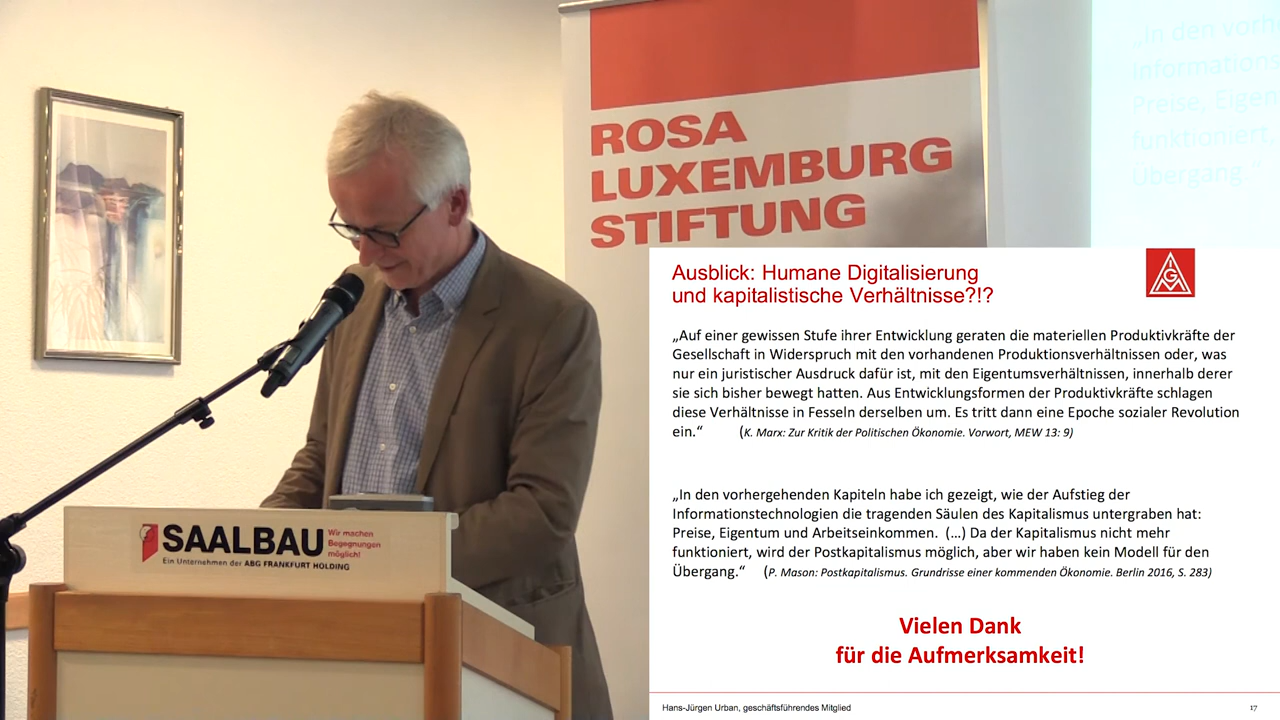 ROSA
LUXEMBURG
STIFTUNG
„In den vorh
Informations
Preise, Eigen
funktioniert,
Übergang.“
SAALBAU
Wir machen
Begegnungen
möglich!
Ein Unternehmen der ABG FRANKFURT HOLDING
Ausblick: Humane Digitalisierung
und kapitalistische Verhältnisse?!?
IGM
„Auf einer gewissen Stufe ihrer Entwicklung geraten die materiellen Produktivkräfte der
Gesellschaft in Widerspruch mit den vorhandenen Produktionsverhältnissen oder, was
nur ein juristischer Ausdruck dafür ist, mit den Eigentumsverhältnissen, innerhalb derer
sie sich bisher bewegt hatten. Aus Entwicklungsformen der Produktivkräfte schlagen
diese Verhältnisse in Fesseln derselben um. Es tritt dann eine Epoche sozialer Revolution
ein.“ (K. Marx: Zur Kritik der Politischen Ökonomie. Vorwort, MEW 13: 9)
„In den vorhergehenden Kapiteln habe ich gezeigt, wie der Aufstieg der
Informationstechnologien die tragenden Säulen des Kapitalismus untergraben hat:
Preise, Eigentum und Arbeitseinkommen. (…) Da der Kapitalismus nicht mehr
funktioniert, wird der Postkapitalismus möglich, aber wir haben kein Modell für den
Übergang.“ (P. Mason: Postkapitalismus. Grundrisse einer kommenden Ökonomie. Berlin 2016, S. 283)
Vielen Dank
für die Aufmerksamkeit!
Hans-Jürgen Urban, geschäftsführendes Mitglied
17